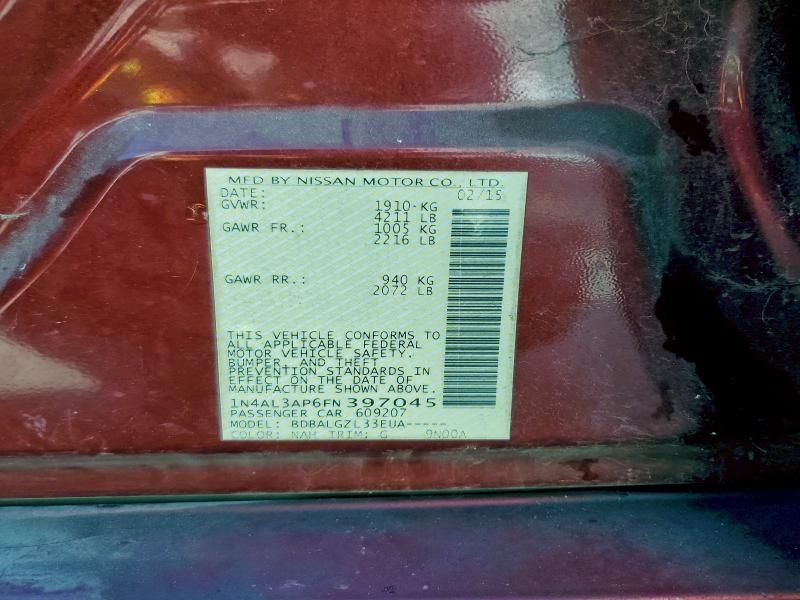 MFD BY NISSAN MOTOR CO., LTD.
DATE: 02/15
GVWR: 1910 KG
4211 LB
GAWR FR.: 1005 KG
2216 LB
GAWR RR.: 940 KG
2072 LB
THIS VEHICLE CONFORMS TO
ALL APPLICABLE FEDERAL
MOTOR VEHICLE SAFETY,
BUMPER, AND THEFT
PREVENTION STANDARDS IN
EFFECT ON THE DATE OF
MANUFACTURE SHOWN ABOVE.
1N4AL3AP6FN397045
PASSENGER CAR 609207
MODEL: BDBALGZL33EUA-----
COLOR: NAH TRIM: G 9N00A